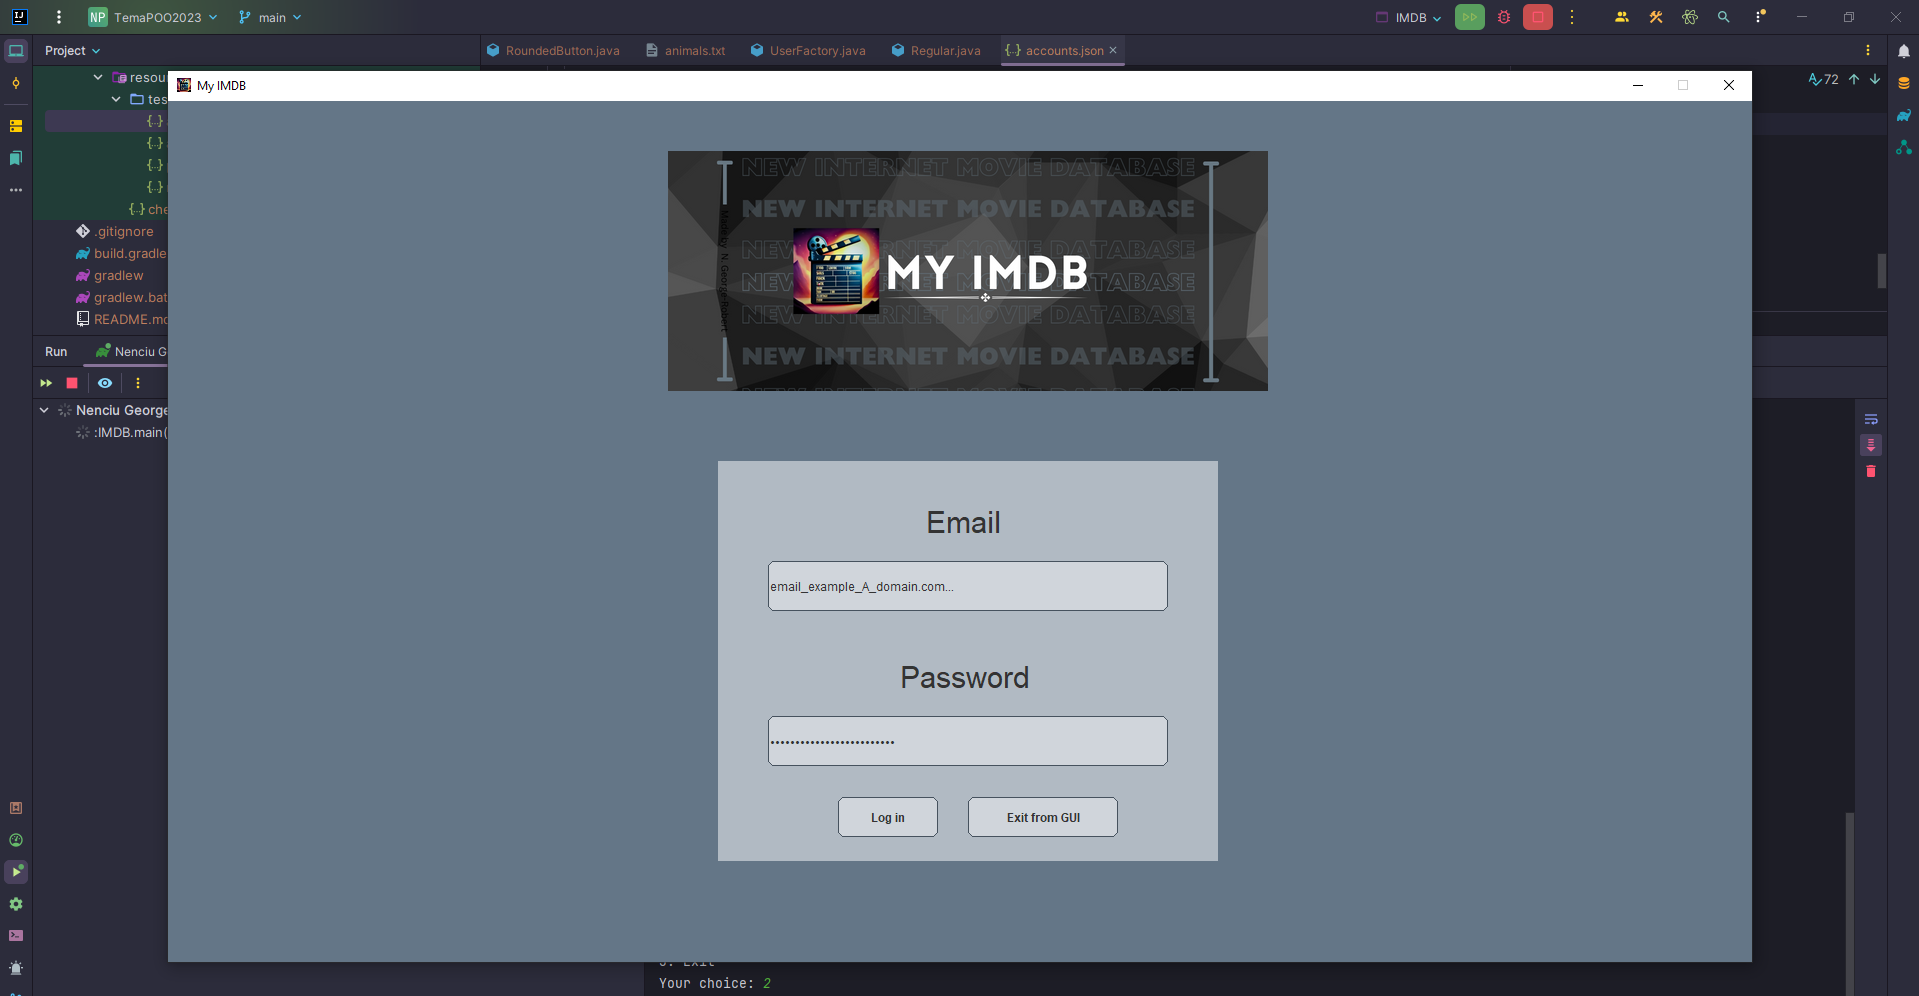 NP TemaPOO2023 main IMDB
Project
RoundedButton.java animals.txt UserFactory.java Regular.java {..} accounts.json
72
resou
tes
{..}
{..}
{..}
{..}
{..} che
.gitignore
build.gradle
gradlew
gradlew.bat
README.md
Run Nenciu G
Nenciu George
:IMDB.main(
My IMDB
NEW INTERNET MOVIE DATABASE
NEW INTERNET MOVIE DATABASE
NEW INTERNET MOVIE DATABASE
NEW INTERNET MOVIE DATABASE
NEW INTERNET MOVIE DATABASE
NEW INTERNET MOVIE DATABASE
Made by N. George-Robert
MY IMDB
Email
email_example_A_domain.com...
Password
Log in
Exit from GUI
3. Exit
Your choice: 2